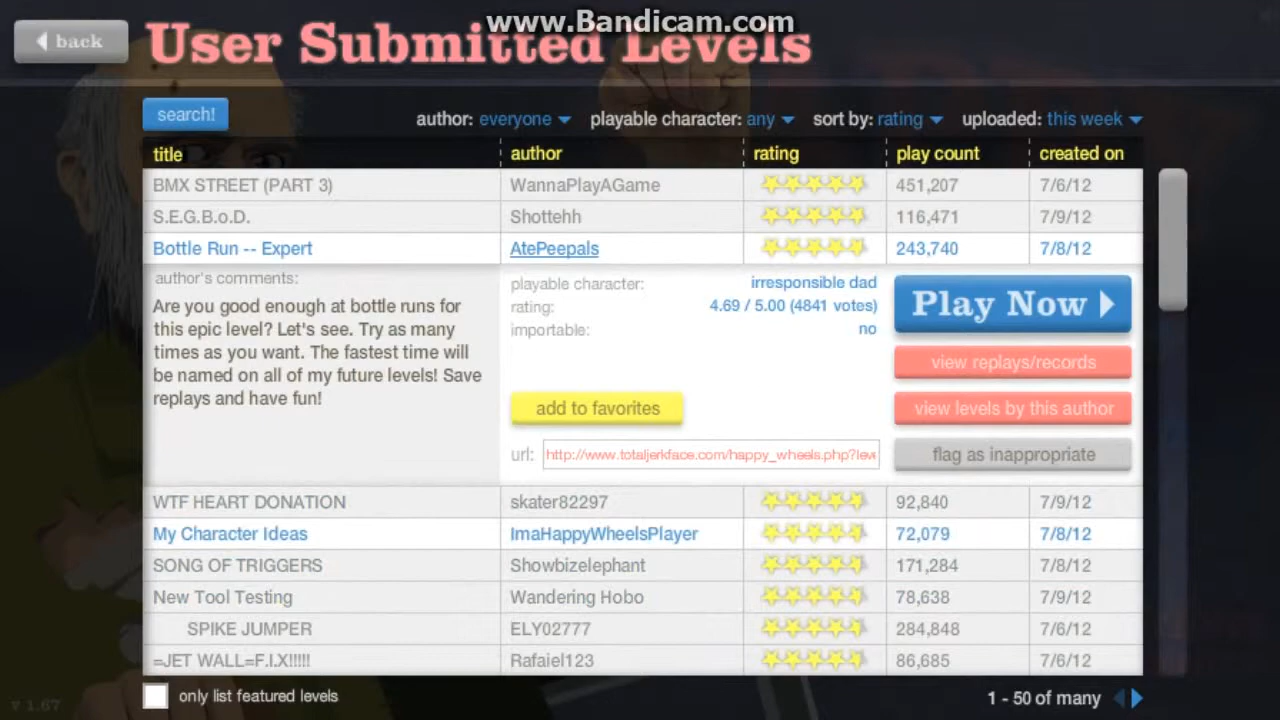 www.Bandicam.com
back
User Submitted Levels
search!
author: everyone playable character: any sort by: rating uploaded: this week
title author rating play count created on
BMX STREET (PART 3) WannaPlayAGame 451,207 7/6/12
S.E.G.B.o.D. Shottehh 116,471 7/9/12
Bottle Run -- Expert AtePeepals 243,740 7/8/12
author's comments:
Are you good enough at bottle runs for
this epic level? Let's see. Try as many
times as you want. The fastest time will
be named on all of my future levels! Save
replays and have fun!
playable character: irresponsible dad
rating: 4.69 / 5.00 (4841 votes)
importable: no
add to favorites
url: http://www.totaljerkface.com/happy_wheels.php?leve
Play Now
view replays/records
view levels by this author
flag as inappropriate
WTF HEART DONATION skater82297 92,840 7/9/12
My Character Ideas ImaHappyWheelsPlayer 72,079 7/8/12
SONG OF TRIGGERS Showbizelephant 171,284 7/8/12
New Tool Testing Wandering Hobo 78,638 7/9/12
SPIKE JUMPER ELY02777 284,848 7/6/12
=JET WALL=F.I.X!!!!! Rafaiel123 86,685 7/6/12
only list featured levels
1 - 50 of many
v 1.67